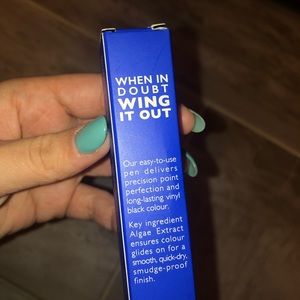 WHEN IN
DOUBT
WING
IT OUT
Our easy-to-use
pen delivers
precision point
perfection and
long-lasting vinyl
black colour.
Key ingredient
Algae Extract
ensures colour
glides on for a
smooth, quick-dry,
smudge-proof
finish.